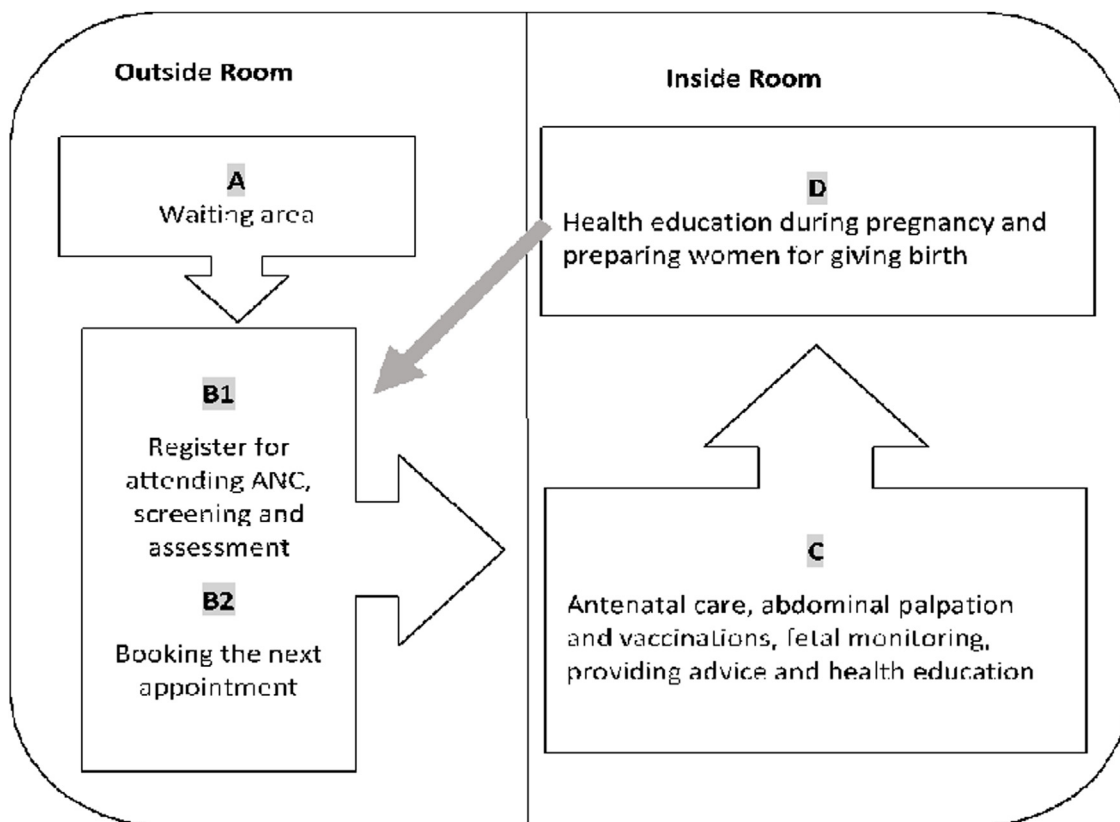 Outside Room
A
Waiting area
B1
Register for
attending ANC,
screening and
assessment
B2
Booking the next
appointment
Inside Room
D
Health education during pregnancy and
preparing women for giving birth
C
Antenatal care, abdominal palpation
and vaccinations, fetal monitoring,
providing advice and health education